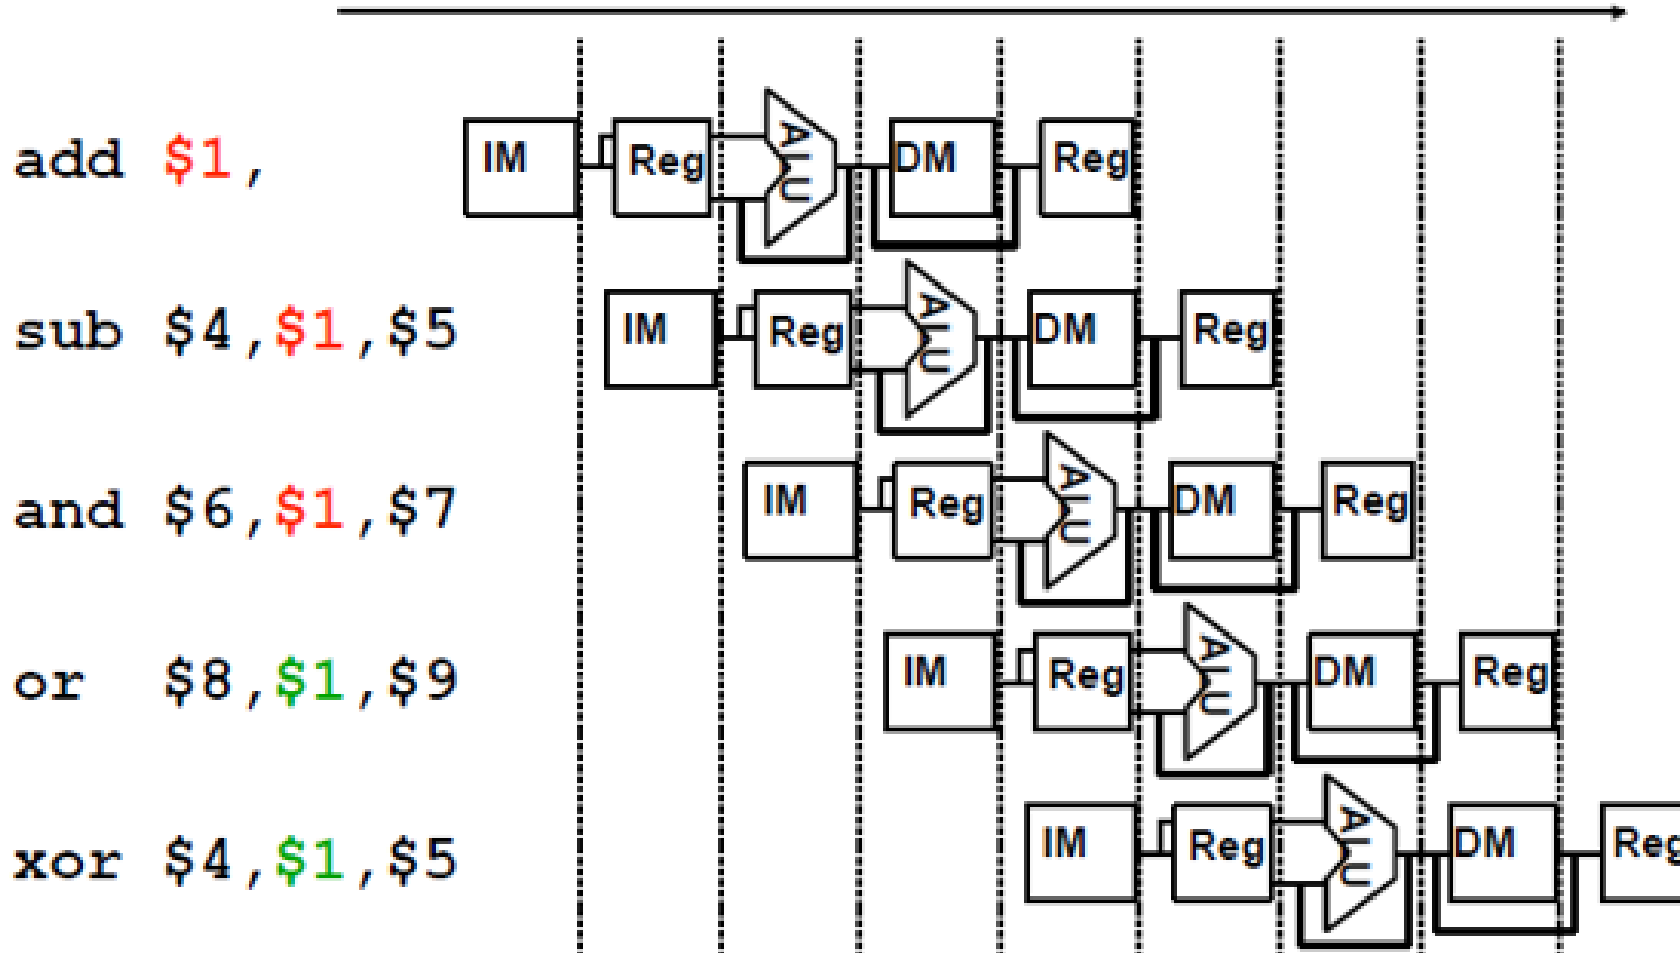 add $1, IM Reg ALU DM Reg
sub $4,$1,$5 IM Reg ALU DM Reg
and $6,$1,$7 IM Reg ALU DM Reg
or $8,$1,$9 IM Reg ALU DM Reg
xor $4,$1,$5 IM Reg ALU DM Reg